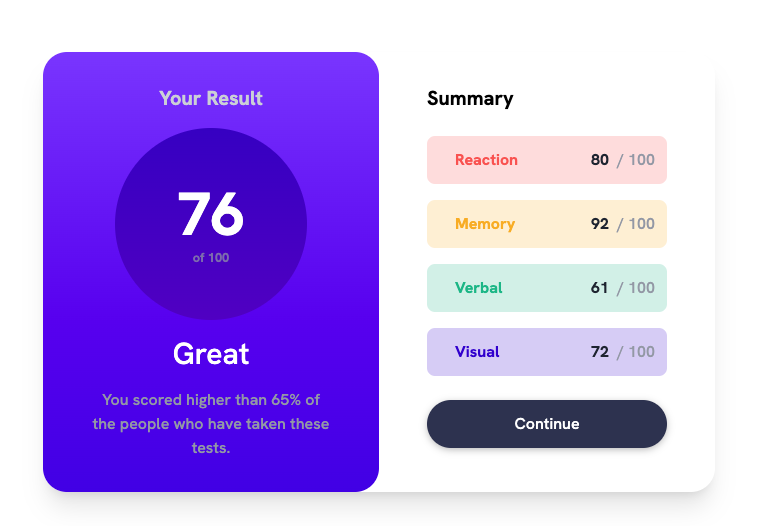 Your Result
76
of 100
Great
You scored higher than 65% of
the people who have taken these
tests.
Summary
Reaction 80 / 100
Memory 92 / 100
Verbal 61 / 100
Visual 72 / 100
Continue